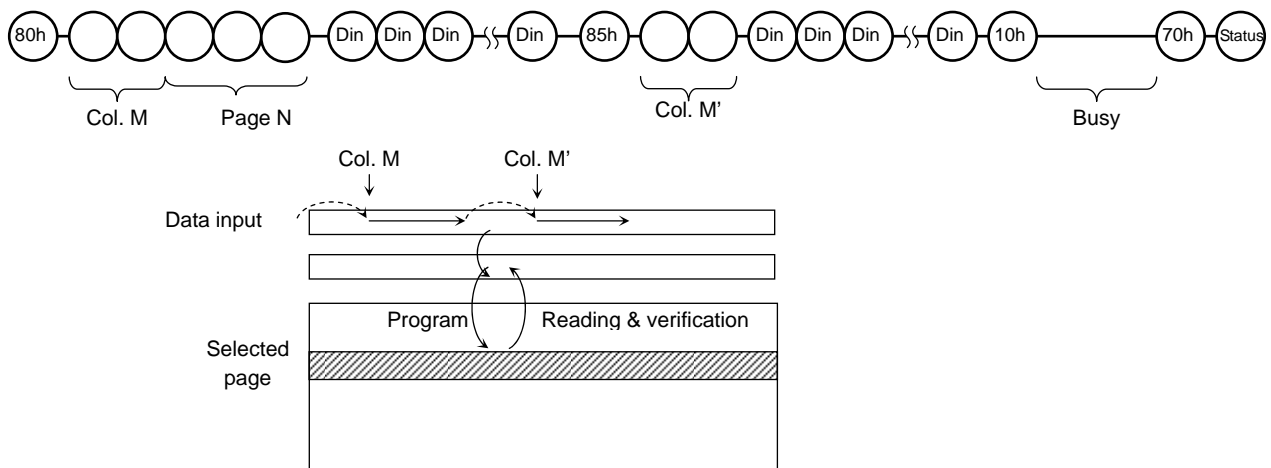 80h Din Din Din Din 85h Din Din Din Din 10h 70h Status
Col. M Page N Col. M’ Busy
Col. M Col. M’
Data input
Program Reading & verification
Selected
page